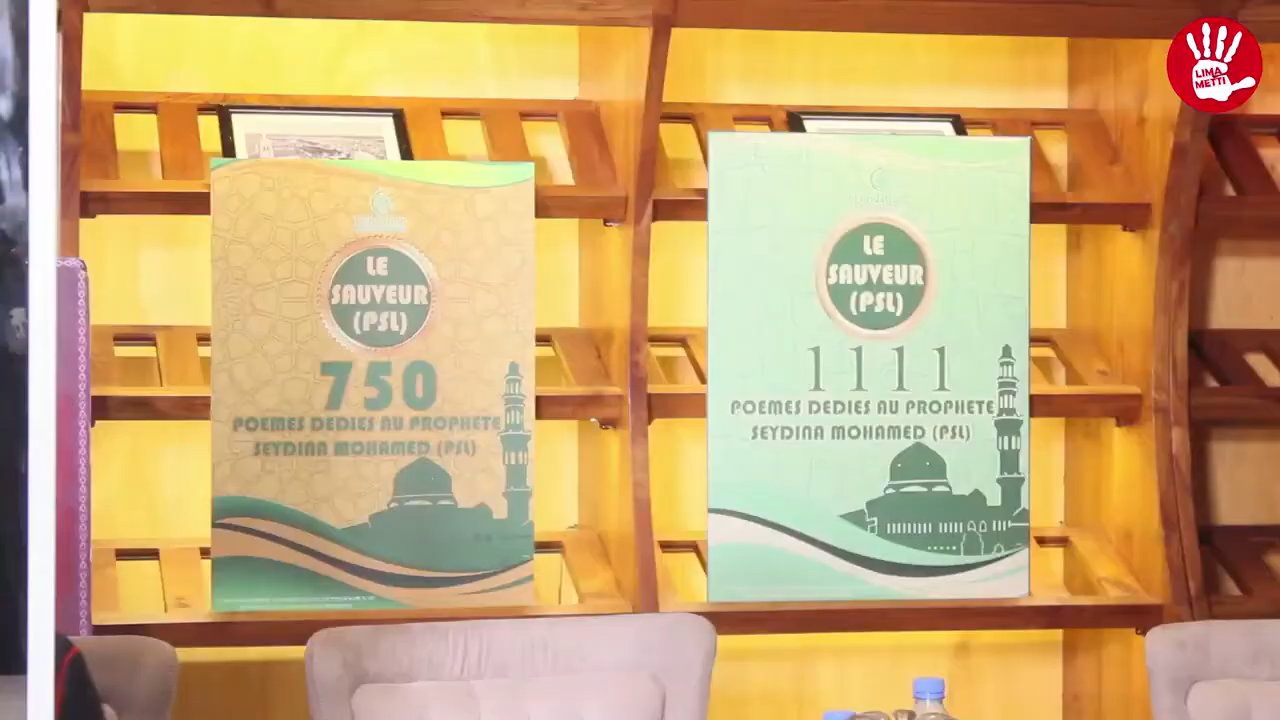 LIMA
METTI
LE
SAUVEUR
(PSL)
750
POEMES DEDIES AU PROPHETE
SEYDINA MOHAMED (PSL)
LE
SAUVEUR
(PSL)
1111
POEMES DEDIES AU PROPHETE
SEYDINA MOHAMED (PSL)